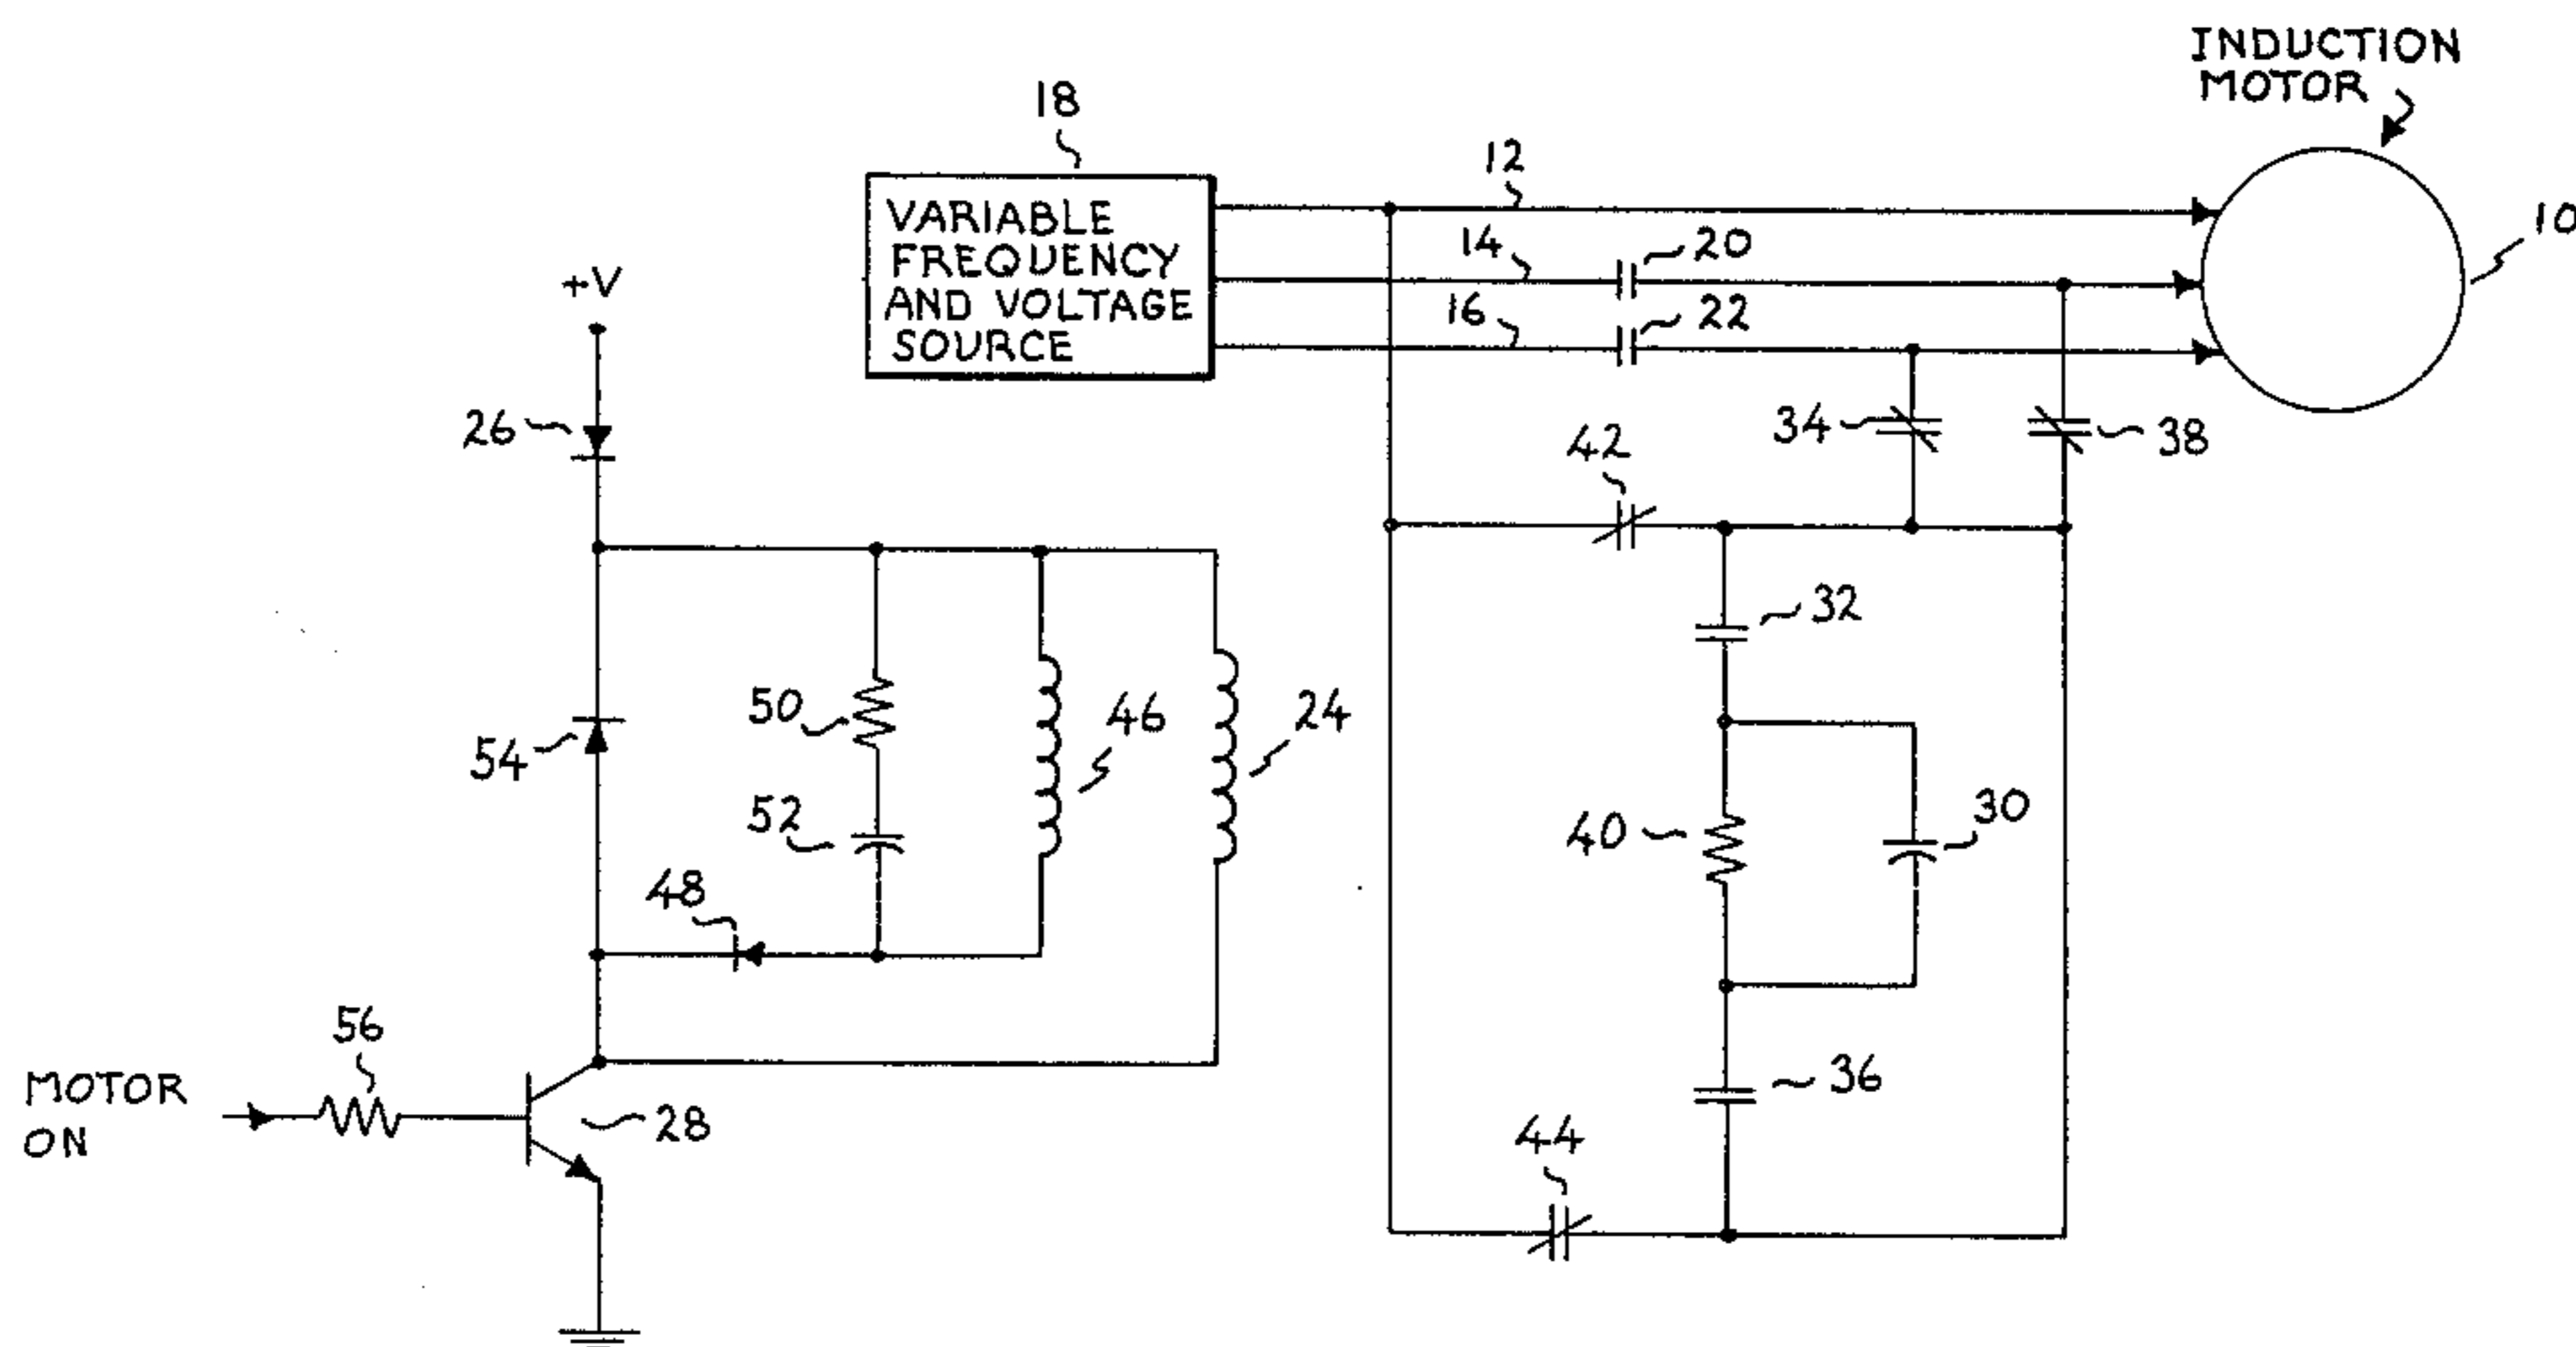 INDUCTION
MOTOR
10
18
VARIABLE
FREQUENCY
AND VOLTAGE
SOURCE
12
14
20
16
22
+V
26
34
38
42
32
50
46
24
54
52
40
30
48
56
36
MOTOR
ON
28
44